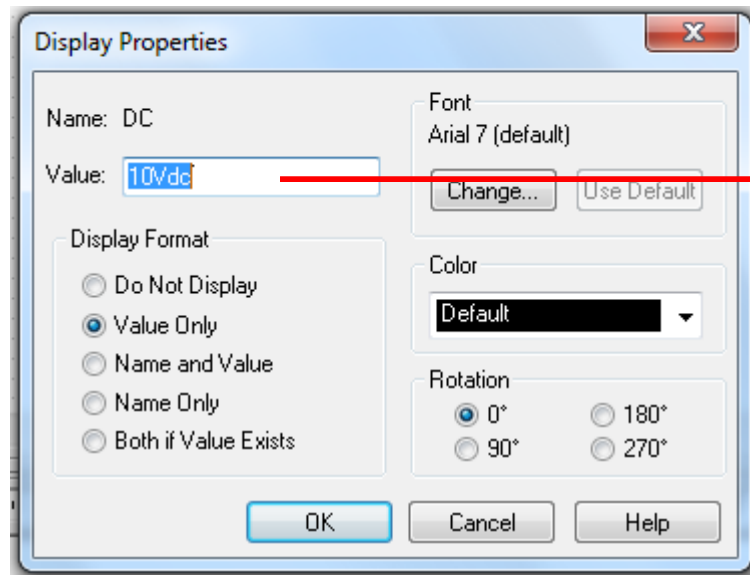 Display Properties
Name: DC
Value: 10Vdc
Display Format
Do Not Display
Value Only
Name and Value
Name Only
Both if Value Exists
Font
Arial 7 (default)
Change...
Use Default
Color
Default
Rotation
0° 180°
90° 270°
OK Cancel Help